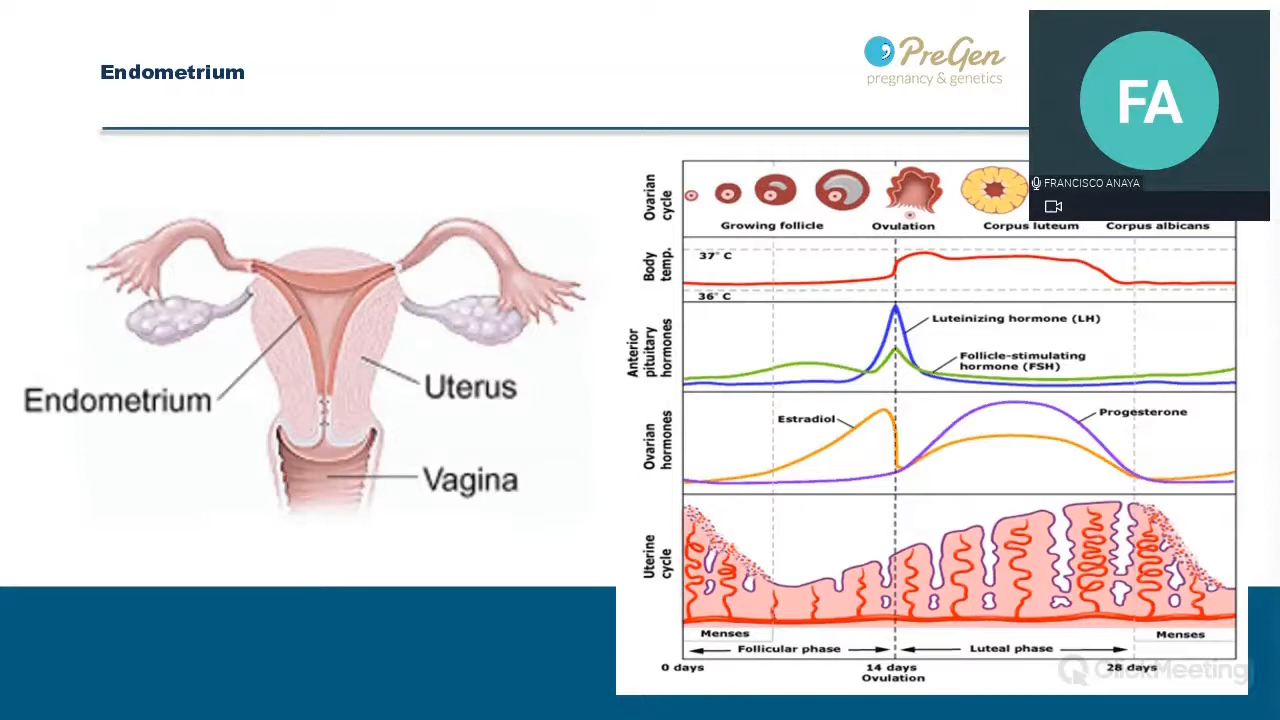 Endometrium
PreGen
pregnancy & genetics
FA
FRANCISCO ANAYA
Endometrium
Uterus
Vagina
Ovarian
cycle
Growing follicle
Ovulation
Corpus luteum
Corpus albicans
Body
temp.
37° C
36° C
Anterior
pituitary
hormones
Luteinizing hormone (LH)
Follicle-stimulating
hormone (FSH)
Ovarian
hormones
Estradiol
Progesterone
Uterine
cycle
Menses
Menses
Follicular phase
Luteal phase
0 days
14 days
28 days
Ovulation
ClickMeeting